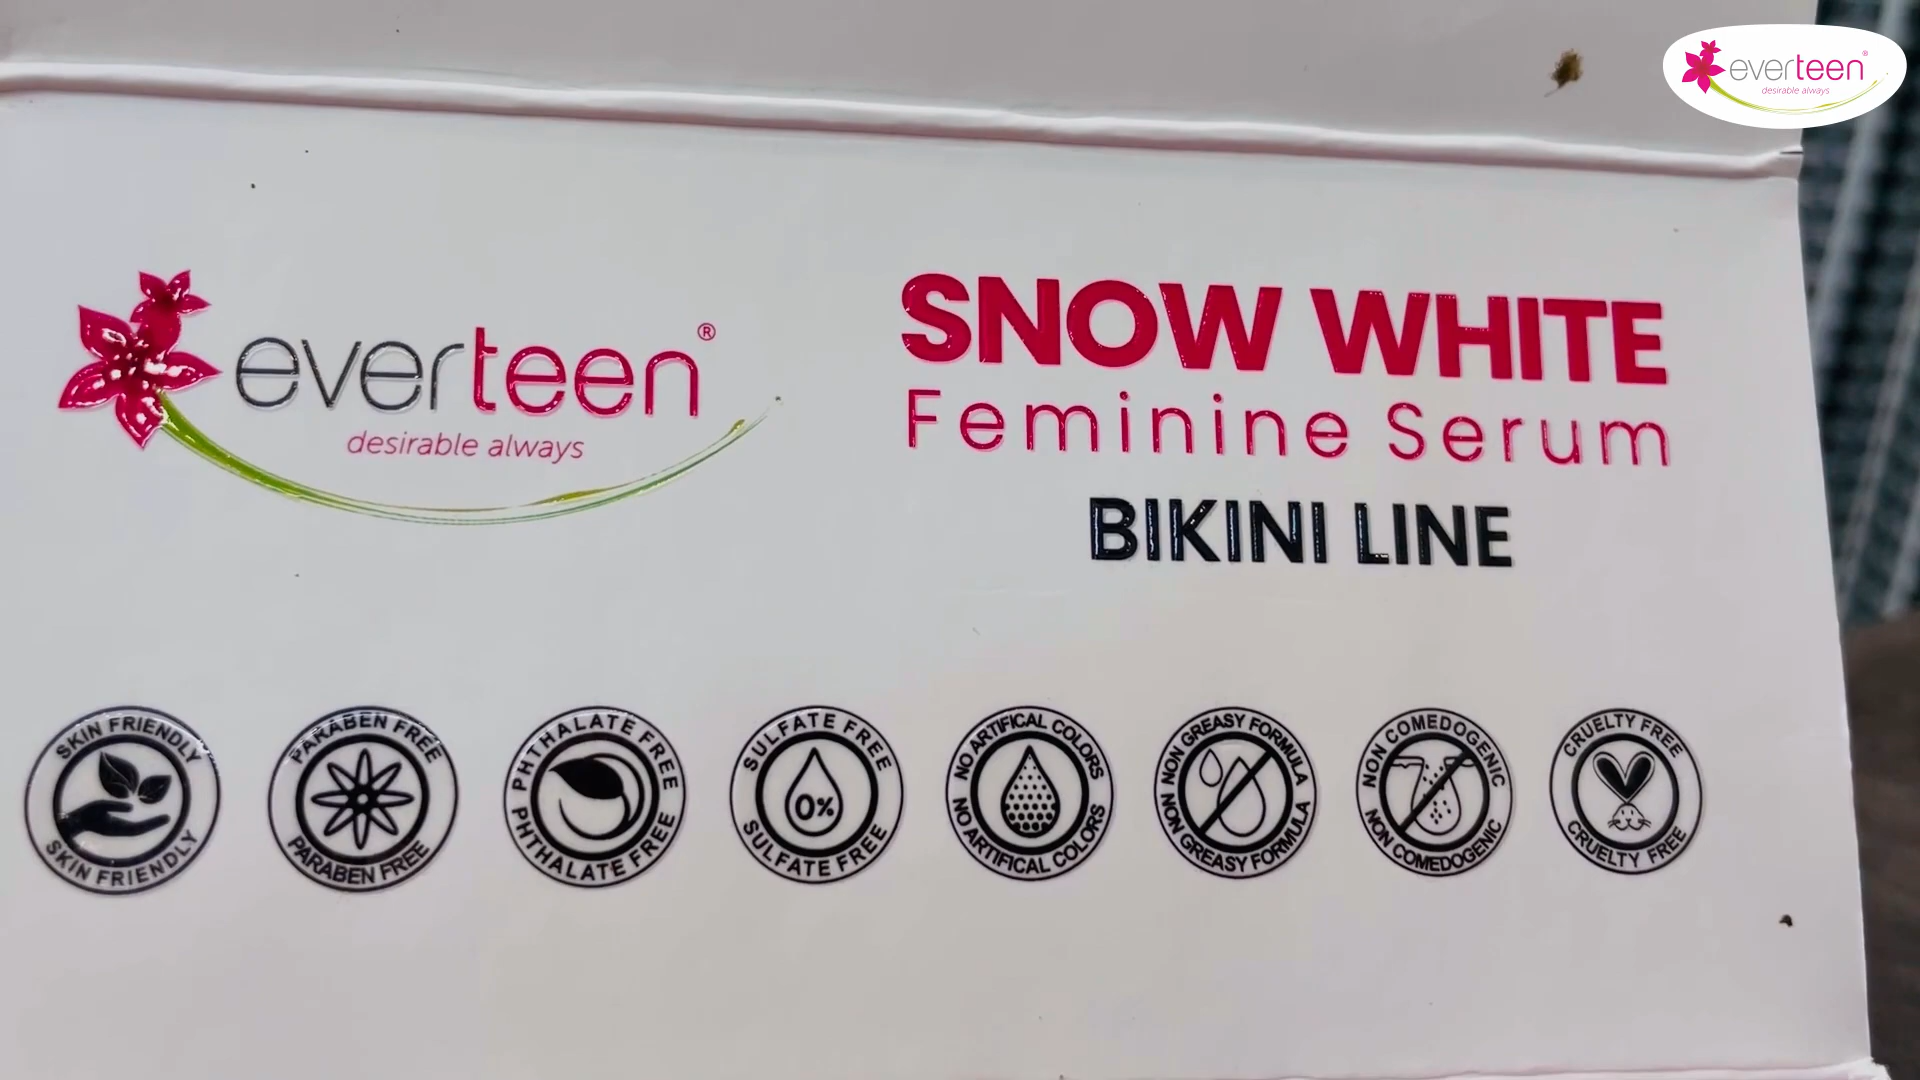 everteen®
desirable always
everteen®
desirable always
SNOW WHITE
Feminine Serum
BIKINI LINE
SKIN FRIENDLY
SKIN FRIENDLY
PARABEN FREE
PARABEN FREE
PHTHALATE FREE
PHTHALATE FREE
SULFATE FREE
0%
SULFATE FREE
NO ARTIFICAL COLORS
NO ARTIFICAL COLORS
NON GREASY FORMULA
NON GREASY FORMULA
NON COMEDOGENIC
NON COMEDOGENIC
CRUELTY FREE
CRUELTY FREE